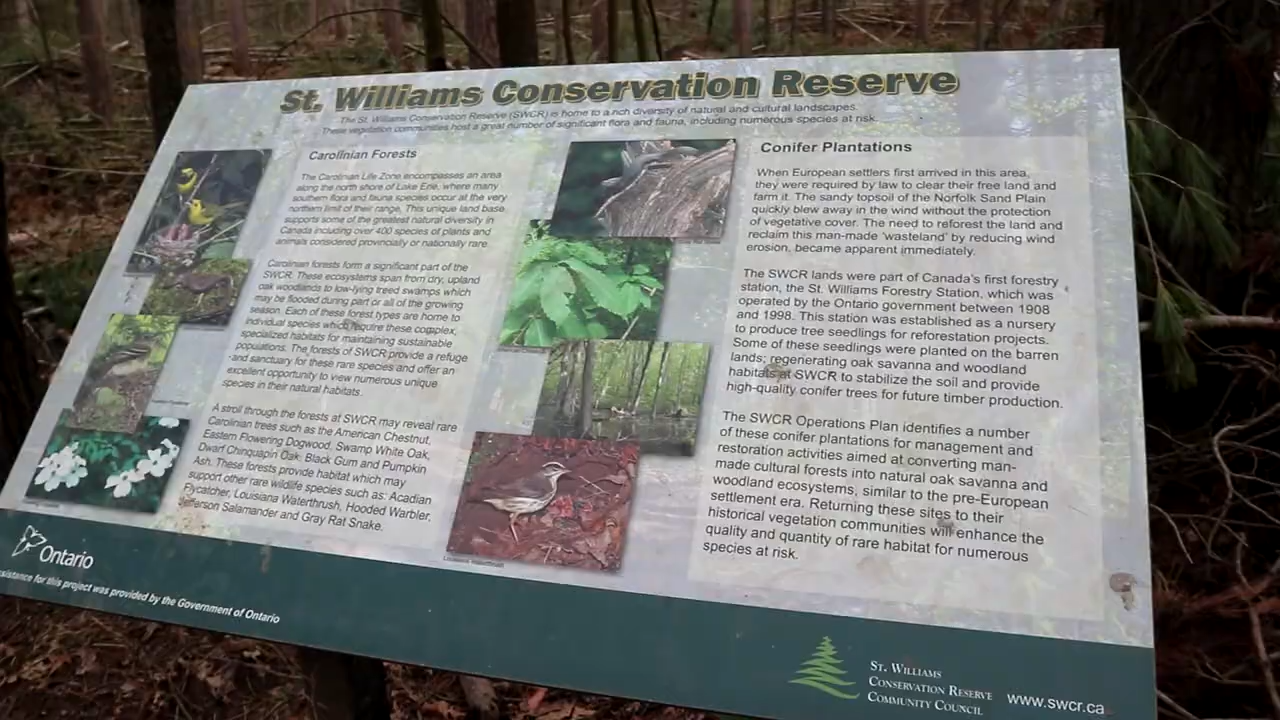 St. Williams Conservation Reserve
The St. Williams Conservation Reserve (SWCR) is home to a rich diversity of natural and cultural landscapes.
These vegetation communities host a great number of significant flora and fauna, including numerous species at risk.
Carolinian Forests
The Carolinian Life Zone encompasses an area
along the north shore of Lake Erie, where many
southern flora and fauna species occur at the very
northern limit of their range. This unique land base
supports some of the greatest natural diversity in
Canada including over 400 species of plants and
animals considered provincially or nationally rare.
Carolinian forests form a significant part of the
SWCR. These ecosystems span from dry, upland
oak woodlands to low-lying treed swamps which
may be flooded during part or all of the growing
season. Each of these forest types are home to
individual species which require these complex,
specialized habitats for maintaining sustainable
populations. The forests of SWCR provide a refuge
and sanctuary for these rare species and offer an
excellent opportunity to view numerous unique
species in their natural habitats.
A stroll through the forests at SWCR may reveal rare
Carolinian trees such as the American Chestnut,
Eastern Flowering Dogwood, Swamp White Oak,
Dwarf Chinquapin Oak, Black Gum and Pumpkin
Ash. These forests provide habitat which may
support other rare wildlife species such as: Acadian
Flycatcher, Louisiana Waterthrush, Hooded Warbler,
Jefferson Salamander and Gray Rat Snake.
Conifer Plantations
When European settlers first arrived in this area,
they were required by law to clear their free land and
farm it. The sandy topsoil of the Norfolk Sand Plain
quickly blew away in the wind without the protection
of vegetative cover. The need to reforest the land and
reclaim this man-made 'wasteland' by reducing wind
erosion, became apparent immediately.
The SWCR lands were part of Canada's first forestry
station, the St. Williams Forestry Station, which was
operated by the Ontario government between 1908
and 1998. This station was established as a nursery
to produce tree seedlings for reforestation projects.
Some of these seedlings were planted on the barren
lands; regenerating oak savanna and woodland
habitats at SWCR to stabilize the soil and provide
high-quality conifer trees for future timber production.
The SWCR Operations Plan identifies a number
of these conifer plantations for management and
restoration activities aimed at converting man-
made cultural forests into natural oak savanna and
woodland ecosystems, similar to the pre-European
settlement era. Returning these sites to their
historical vegetation communities will enhance the
quality and quantity of rare habitat for numerous
species at risk.
Ontario
sistance for this project was provided by the Government of Ontario
St. Williams
Conservation Reserve
Community Council
www.swcr.ca